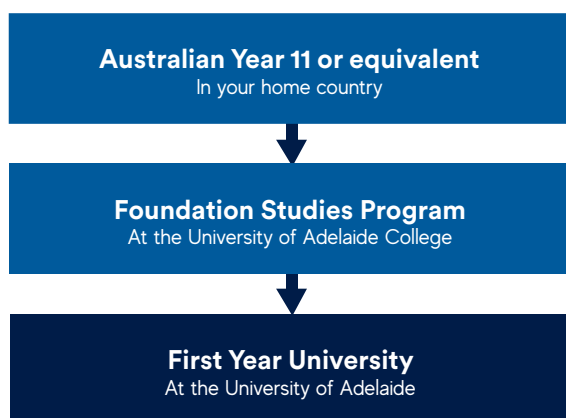 Australian Year 11 or equivalent
In your home country
Foundation Studies Program
At the University of Adelaide College
First Year University
At the University of Adelaide